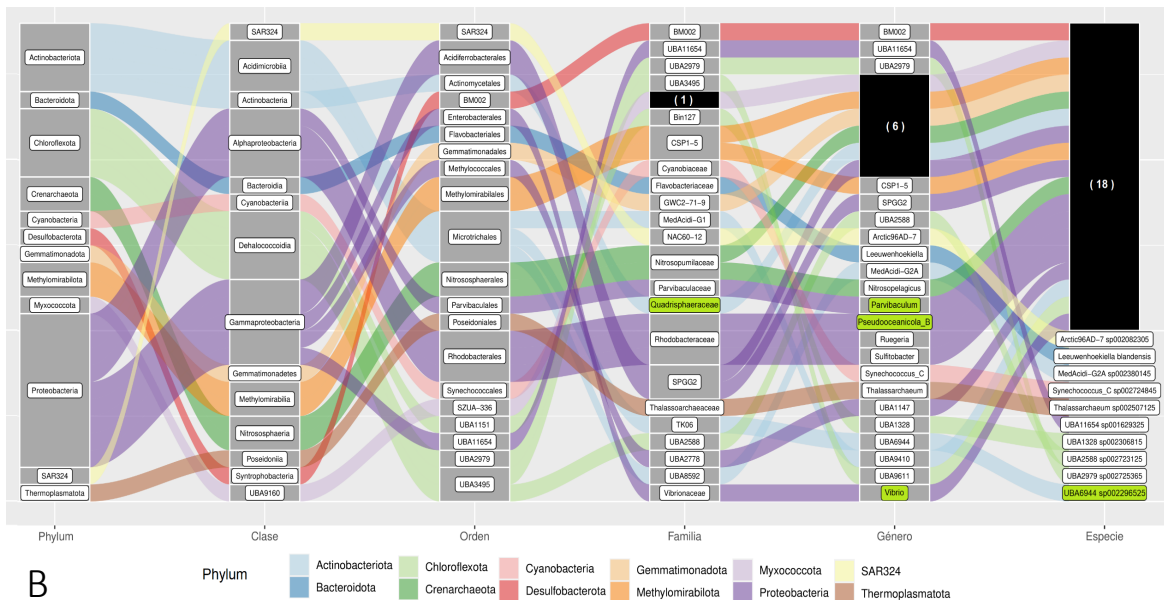 Actinobacteriota
Bacteroidota
Chloroflexota
Crenarchaeota
Cyanobacteria
Desulfobacterota
Gemmatimonadota
Methylomirabilota
Myxococcota
Proteobacteria
SAR324
Thermoplasmatota
SAR324
Acidimicrobiia
Actinobacteria
Alphaproteobacteria
Bacteroidia
Cyanobacteriia
Dehalococcoidia
Gammaproteobacteria
Gemmatimonadetes
Methylomirabilia
Nitrososphaeria
Poseidoniia
Syntrophobacteria
UBA9160
SAR324
Acidiferrobacterales
Actinomycetales
BM002
Enterobacterales
Flavobacteriales
Gemmatimonadales
Methylococcales
Methylomirabilales
Microtrichales
Nitrososphaerales
Parvibaculales
Poseidoniales
Rhodobacterales
Synechococcales
SZUA-336
UBA1151
UBA11654
UBA2979
UBA3495
BM002
UBA11654
UBA2979
UBA3495
( 1 )
Bin127
CSP1-5
Cyanobiaceae
Flavobacteriaceae
GWC2-71-9
MedAcidi-G1
NAC60-12
Nitrosopumilaceae
Parvibaculaceae
Quadrisphaeraceae
Rhodobacteraceae
SPGG2
Thalassoarchaeaceae
TK06
UBA2588
UBA2778
UBA8592
Vibrionaceae
BM002
UBA11654
UBA2979
( 6 )
CSP1-5
SPGG2
UBA2588
Arctic96AD-7
Leeuwenhoekiella
MedAcidi-G2A
Nitrosopelagicus
Parvibaculum
Pseudooceanicola_B
Ruegeria
Sulfitobacter
Synechococcus_C
Thalassarchaeum
UBA1147
UBA1328
UBA6944
UBA9410
UBA9611
Vibrio
( 18 )
Arctic96AD-7 sp002082305
Leeuwenhoekiella blandensis
MedAcidi-G2A sp002380145
Synechococcus_C sp002724845
Thalassarchaeum sp002507125
UBA11654 sp001629325
UBA1328 sp002306815
UBA2588 sp002723125
UBA2979 sp002725365
UBA6944 sp002296525
Phylum Clase Orden Familia Género Especie
B
Phylum
Actinobacteriota Chloroflexota Cyanobacteria Gemmatimonadota Myxococcota SAR324
Bacteroidota Crenarchaeota Desulfobacterota Methylomirabilota Proteobacteria Thermoplasmatota